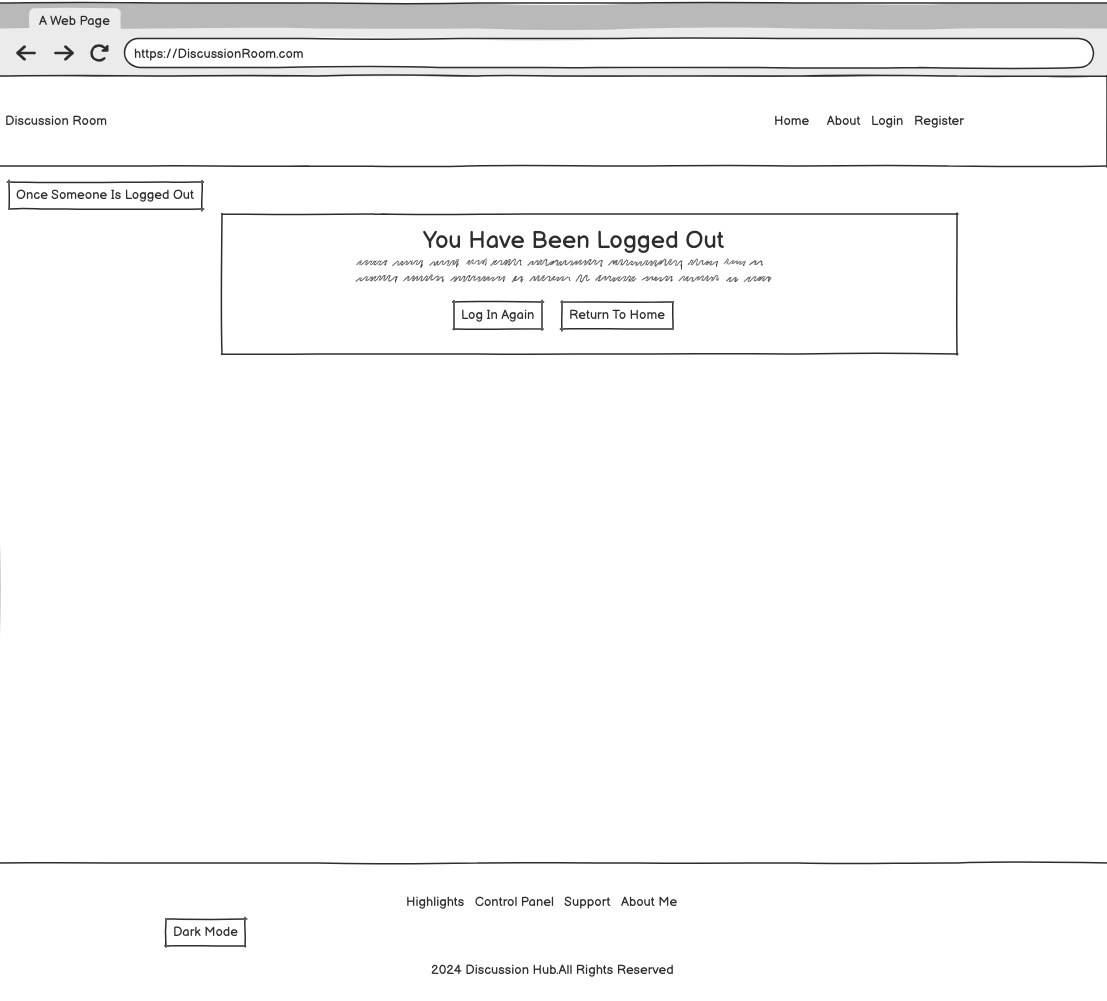 A Web Page
https://DiscussionRoom.com
Discussion Room
Home About Login Register
Once Someone Is Logged Out
You Have Been Logged Out
Log In Again Return To Home
Highlights Control Panel Support About Me
Dark Mode
2024 Discussion Hub.All Rights Reserved